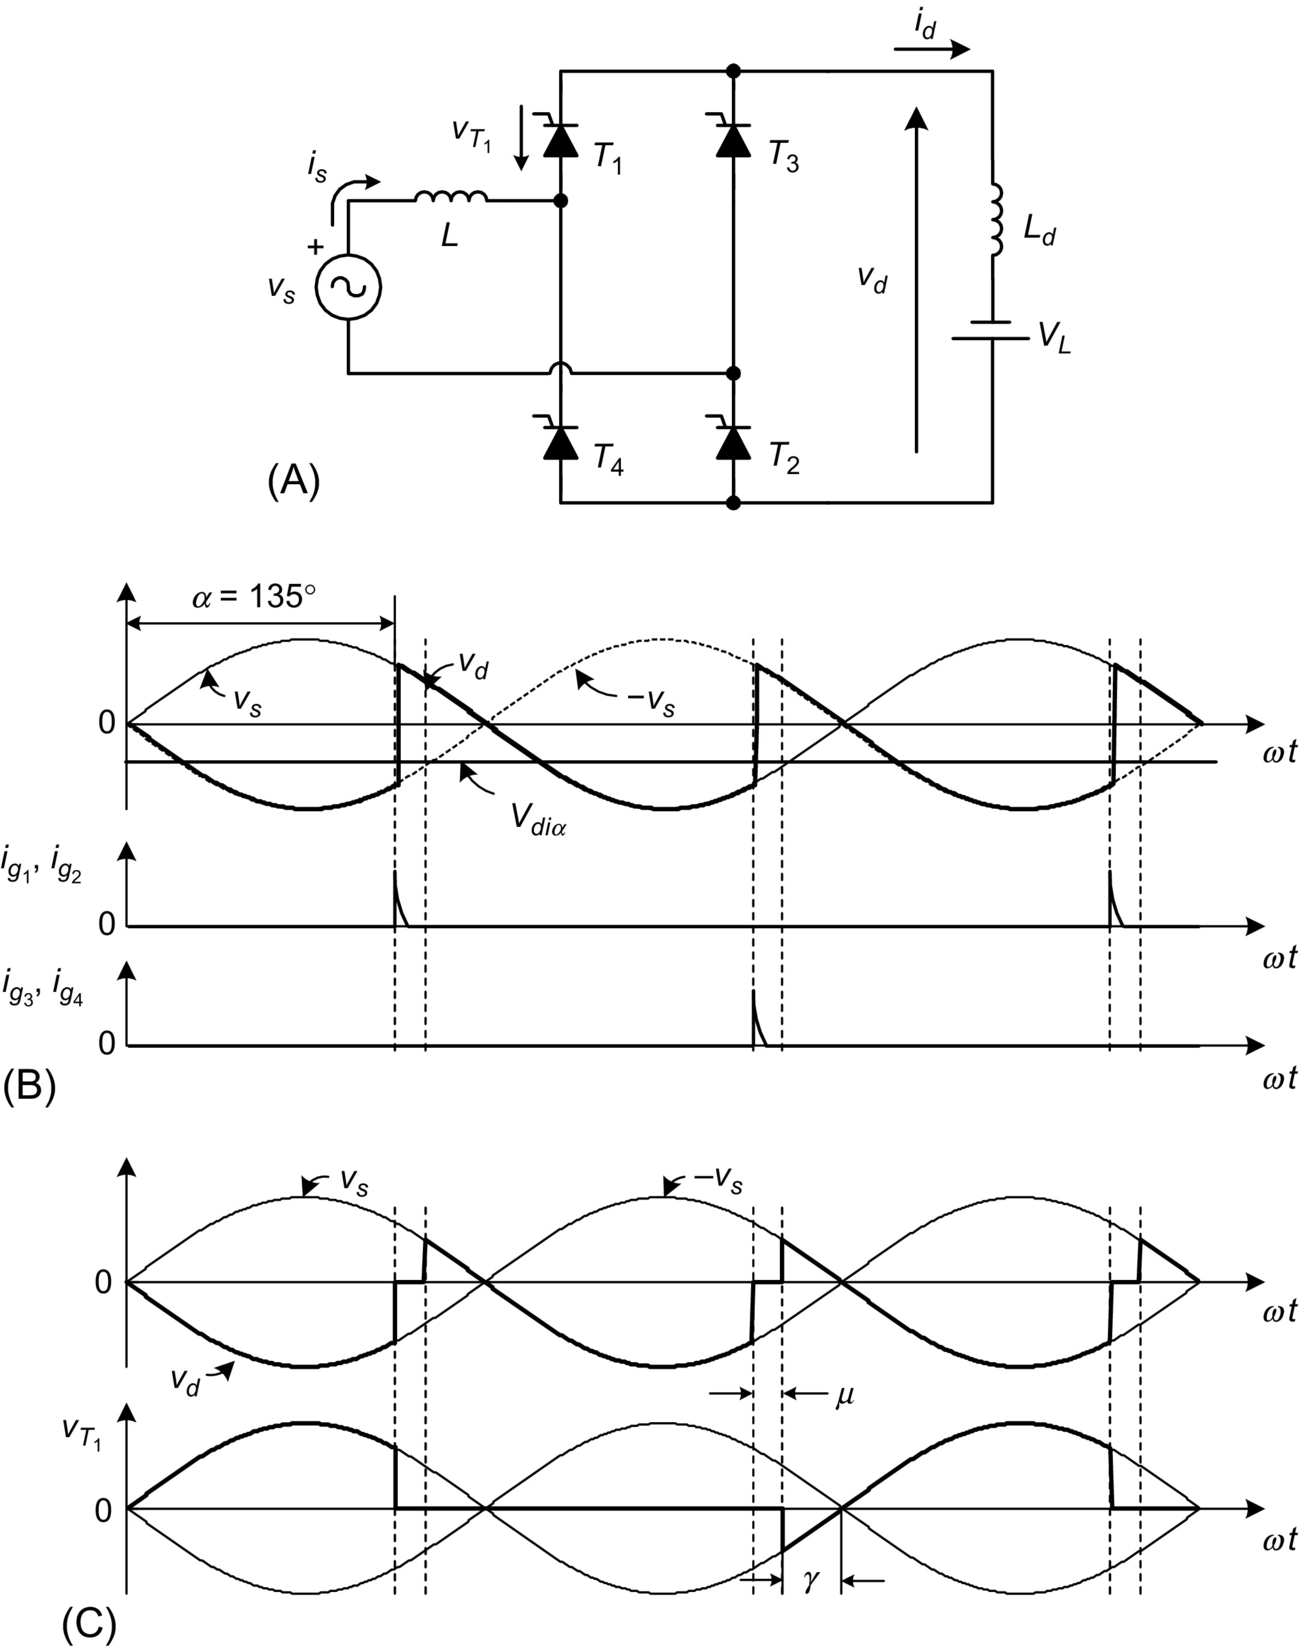 i_d
v_T1
T_1
T_3
i_s
L
+
v_s
v_d
L_d
V_L
T_4
T_2
(A)
α = 135°
v_d
v_s
−v_s
0
ωt
V_diα
i_g1, i_g2
0
ωt
i_g3, i_g4
0
ωt
(B)
v_s
−v_s
0
ωt
v_d
μ
v_T1
0
ωt
γ
(C)